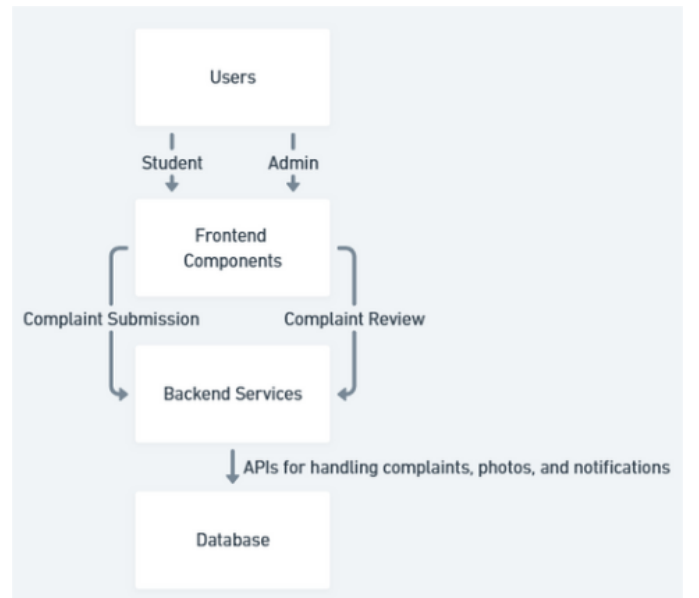 Users
Student
Admin
Frontend
Components
Complaint Submission
Complaint Review
Backend Services
APIs for handling complaints, photos, and notifications
Database